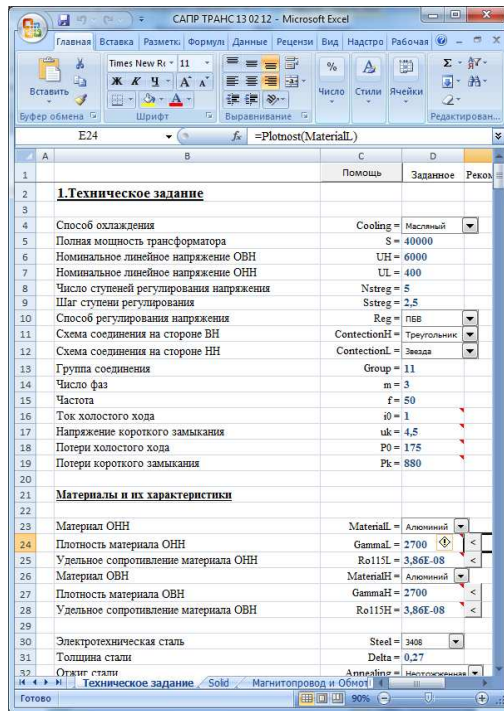 САПР ТРАНС 13 02 12 - Microsoft Excel
Главная Вставка Разметк Формул Данные Рецензи Вид Надстро Рабочая
Times New Ro 11
Вставить
Ж К Ч А А
Число Стили Ячейки
Буфер обмена Шрифт Выравнивание Редактирован...
E24 fx =Plotnost(MaterialL)
A B C D
1 Помощь Заданное Реком
2 1.Техническое задание
3
4 Способ охлаждения Cooling = Масляный
5 Полная мощность трансформатора S = 40000
6 Номинальное линейное напряжение ОВН UH = 6000
7 Номинальное линейное напряжение ОНН UL = 400
8 Число ступеней регулирования напряжения Nstreg = 5
9 Шаг ступени регулирования Sstreg = 2,5
10 Способ регулирования напряжения Reg = ПБВ
11 Схема соединения на стороне ВН ContectionH = Треугольник
12 Схема соединения на стороне НН ContectionL = Звезда
13 Группа соединения Group = 11
14 Число фаз m = 3
15 Частота f = 50
16 Ток холостого хода i0 = 1
17 Напряжение короткого замыкания uk = 4,5
18 Потери холостого хода P0 = 175
19 Потери короткого замыкания Pk = 880
20
21 Материалы и их характеристики
22
23 Материал ОНН MaterialL = Алюминий
24 Плотность материала ОНН GammaL = 2700 <
25 Удельное сопротивление материала ОНН Ro115L = 3,86E-08 <
26 Материал ОВН MaterialH = Алюминий
27 Плотность материала ОВН GammaH = 2700 <
28 Удельное сопротивление материала ОВН Ro115H = 3,86E-08 <
29
30 Электротехническая сталь Steel = 3408
31 Толщина стали Delta = 0,27
32 Отжиг стали Annealing = Неотожженная
Техническое задание Solid Магнитопровод и Обмот
Готово 90%